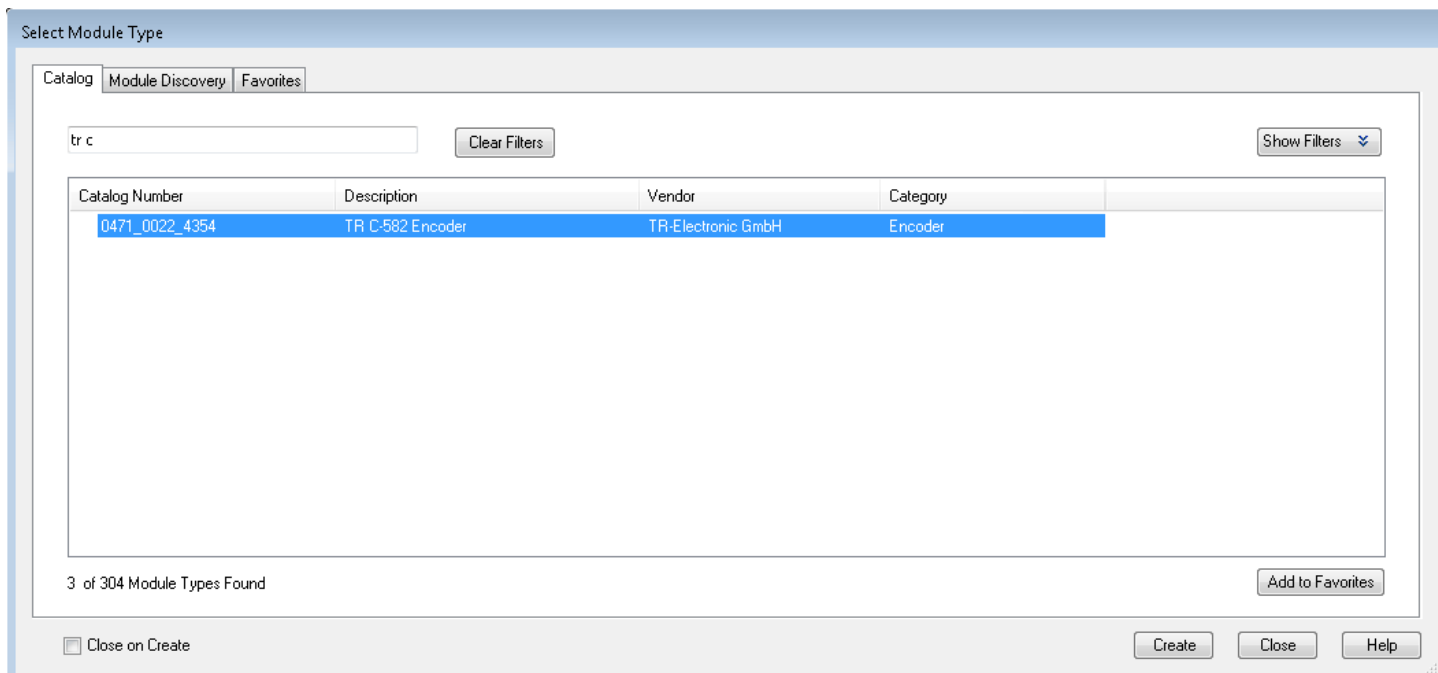 Select Module Type
Catalog Module Discovery Favorites
tr c Clear Filters Show Filters
Catalog Number Description Vendor Category
0471_0022_4354 TR C-582 Encoder TR-Electronic GmbH Encoder
3 of 304 Module Types Found Add to Favorites
Close on Create Create Close Help